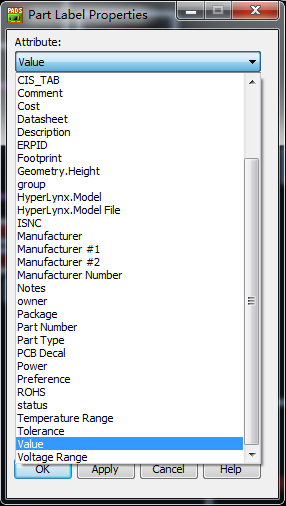 PADS
Part Label Properties
Attribute:
Value
CIS_TAB
Comment
Cost
Datasheet
Description
ERPID
Footprint
Geometry.Height
group
HyperLynx.Model
HyperLynx.Model File
ISNC
Manufacturer
Manufacturer #1
Manufacturer #2
Manufacturer Number
Notes
owner
Package
Part Number
Part Type
PCB Decal
Power
Preference
ROHS
status
Temperature Range
Tolerance
Value
Voltage Range
OK Apply Cancel Help